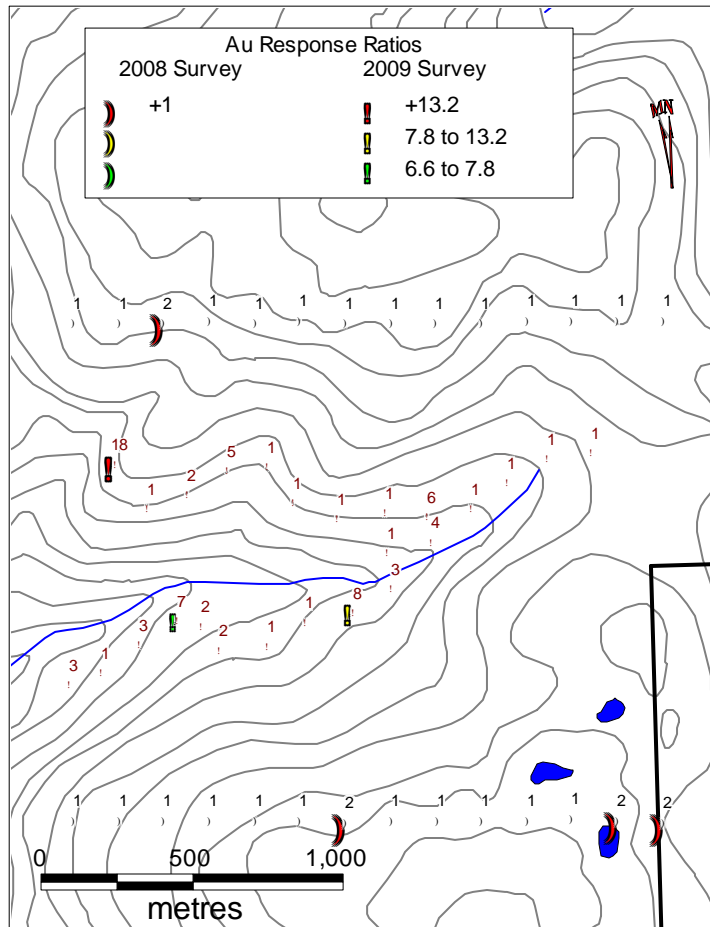 Au Response Ratios
2008 Survey 2009 Survey
+1 +13.2
7.8 to 13.2
6.6 to 7.8
MN
1 1 2 1 1 1 1 1 1 1 1 1 1 1
18 1 2 5 1 1 1 1 6 1 1 1 1
1 4
3
3 1 3 7 2 2 1 1 8
1 1 1 1 1 1 2 1 1 1 1 1 2 2
0 500 1,000
metres